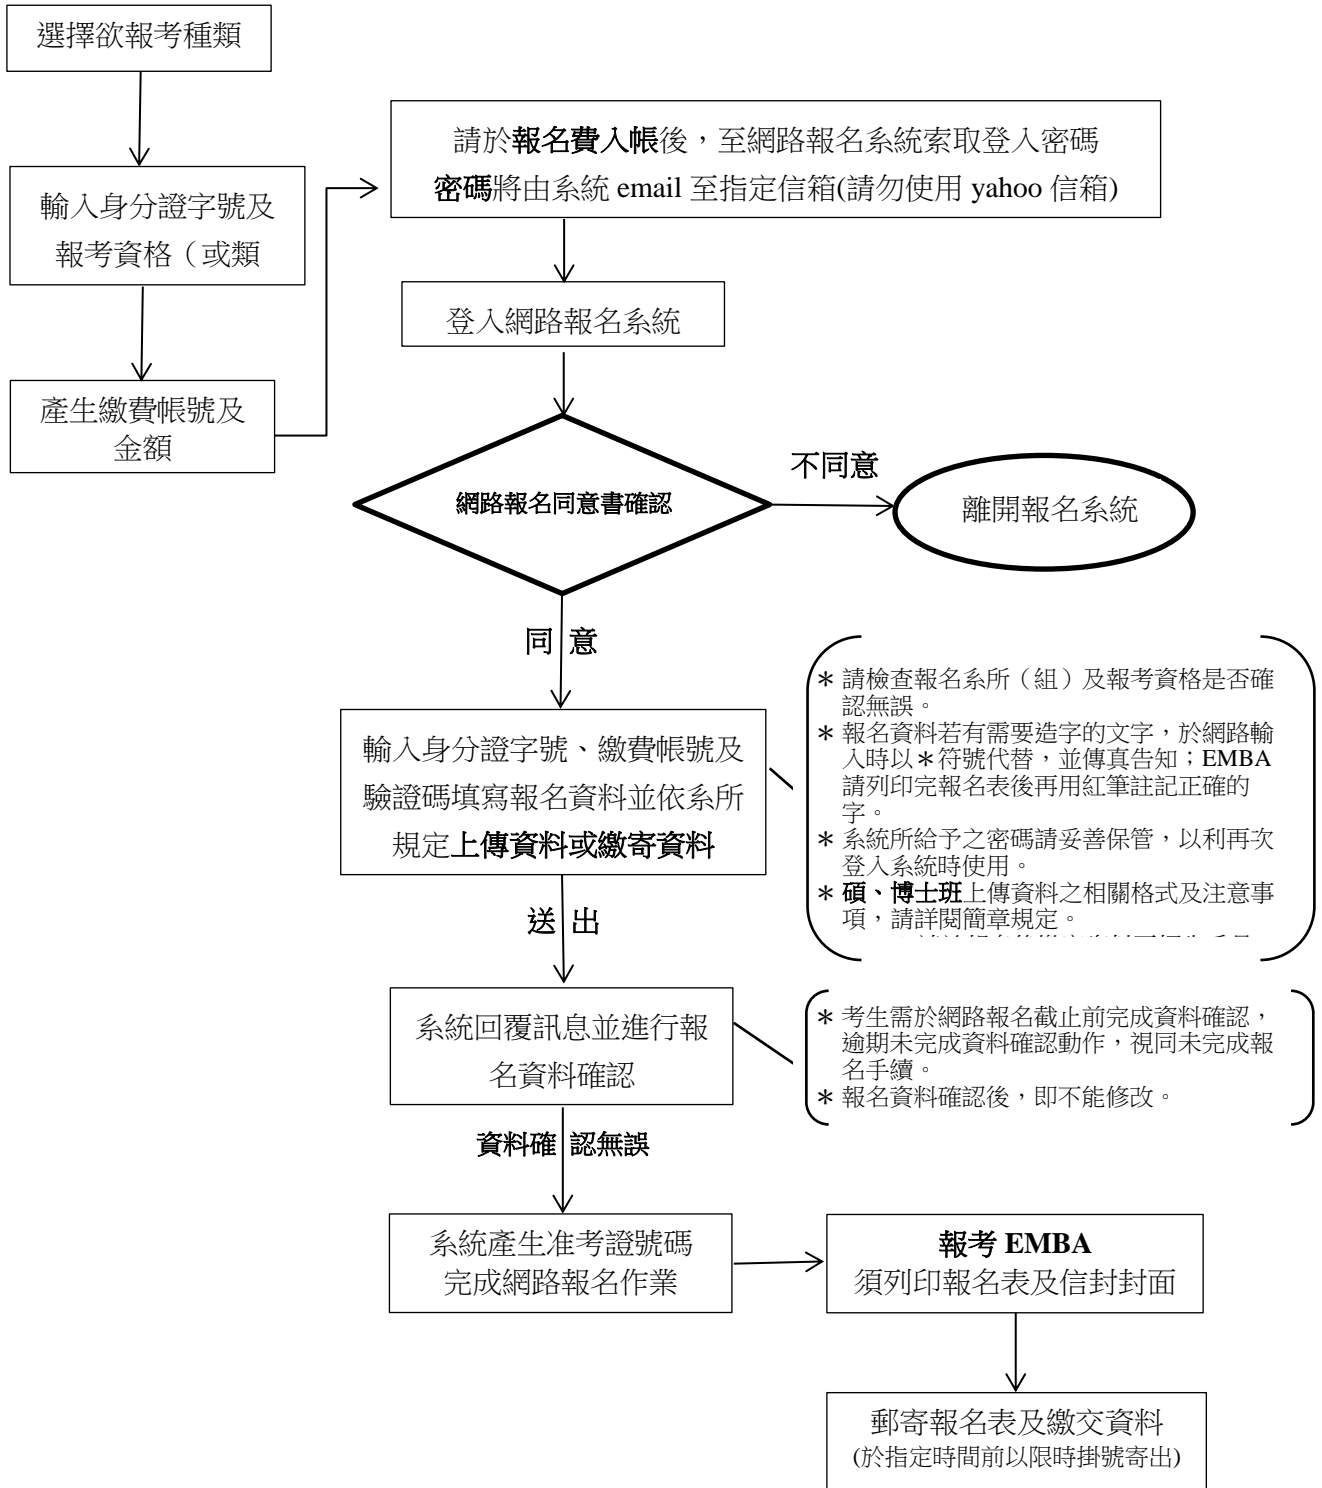 選擇欲報考種類
輸入身分證字號及
報考資格（或類
產生繳費帳號及
金額
請於報名費入帳後，至網路報名系統索取登入密碼
密碼將由系統 email 至指定信箱(請勿使用 yahoo 信箱)
登入網路報名系統
網路報名同意書確認
不同意
離開報名系統
同 意
輸入身分證字號、繳費帳號及
驗證碼填寫報名資料並依系所
規定上傳資料或繳寄資料
＊請檢查報名系所（組）及報考資格是否確
認無誤。
＊報名資料若有需要造字的文字，於網路輸
入時以＊符號代替，並傳真告知；EMBA
請列印完報名表後再用紅筆註記正確的
字。
＊系統所給予之密碼請妥善保管，以利再次
登入系統時使用。
＊碩、博士班上傳資料之相關格式及注意事
項，請詳閱簡章規定。
送 出
系統回覆訊息並進行報
名資料確認
＊考生需於網路報名截止前完成資料確認，
逾期未完成資料確認動作，視同未完成報
名手續。
＊報名資料確認後，即不能修改。
資料確 認無誤
系統產生准考證號碼
完成網路報名作業
報考 EMBA
須列印報名表及信封封面
郵寄報名表及繳交資料
(於指定時間前以限時掛號寄出)